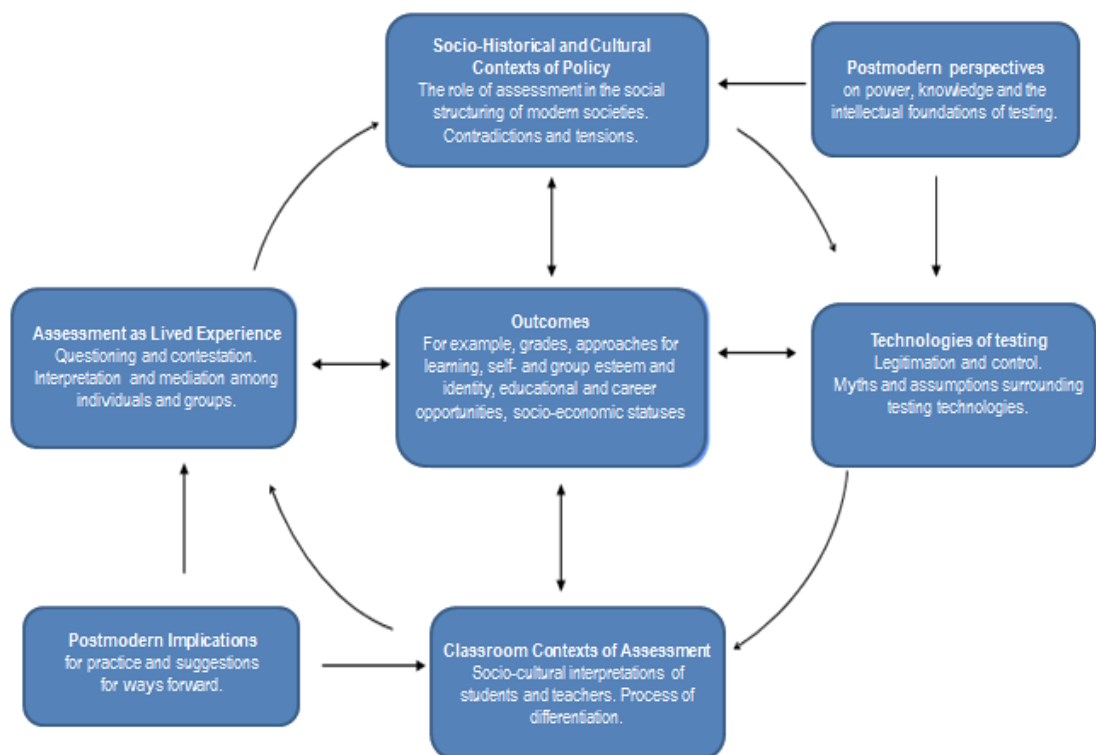 Socio-Historical and Cultural
Contexts of Policy
The role of assessment in the social
structuring of modern societies.
Contradictions and tensions.
Postmodern perspectives
on power, knowledge and the
intellectual foundations of testing.
Assessment as Lived Experience
Questioning and contestation.
Interpretation and mediation among
individuals and groups.
Outcomes
For example, grades, approaches for
learning, self- and group esteem and
identity, educational and career
opportunities, socio-economic statuses
Technologies of testing
Legitimation and control.
Myths and assumptions surrounding
testing technologies.
Postmodern Implications
for practice and suggestions
for ways forward.
Classroom Contexts of Assessment
Socio-cultural interpretations of
students and teachers. Process of
differentiation.